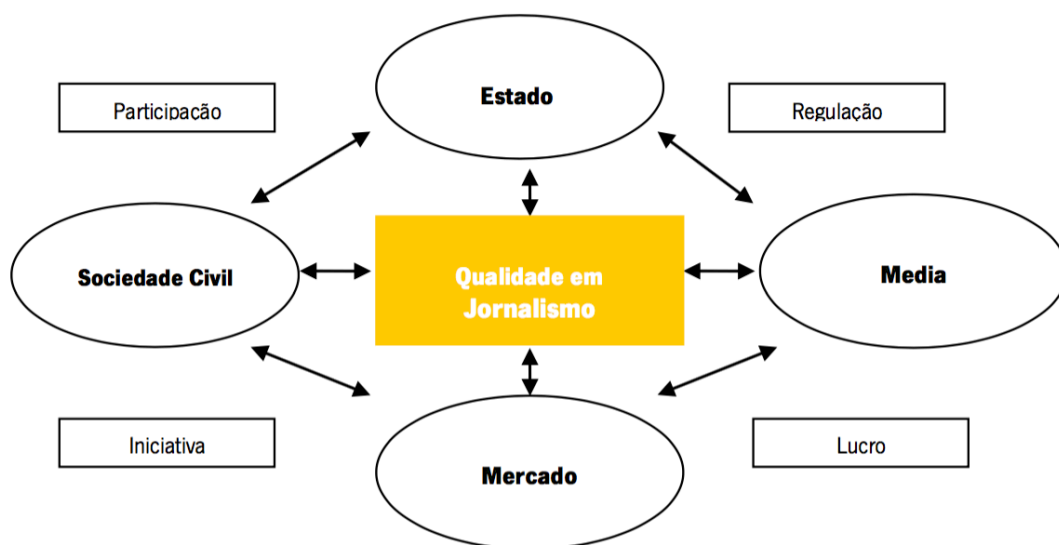 Estado
Participação
Regulação
Sociedade Civil
Qualidade em
Jornalismo
Media
Iniciativa
Lucro
Mercado